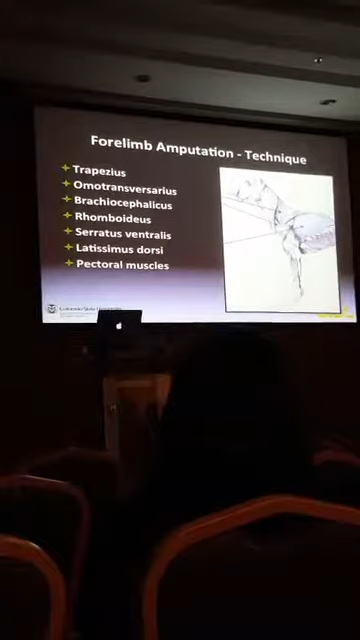 Forelimb Amputation - Technique
Trapezius
Omotransversarius
Brachiocephalicus
Rhomboideus
Serratus ventralis
Latissimus dorsi
Pectoral muscles